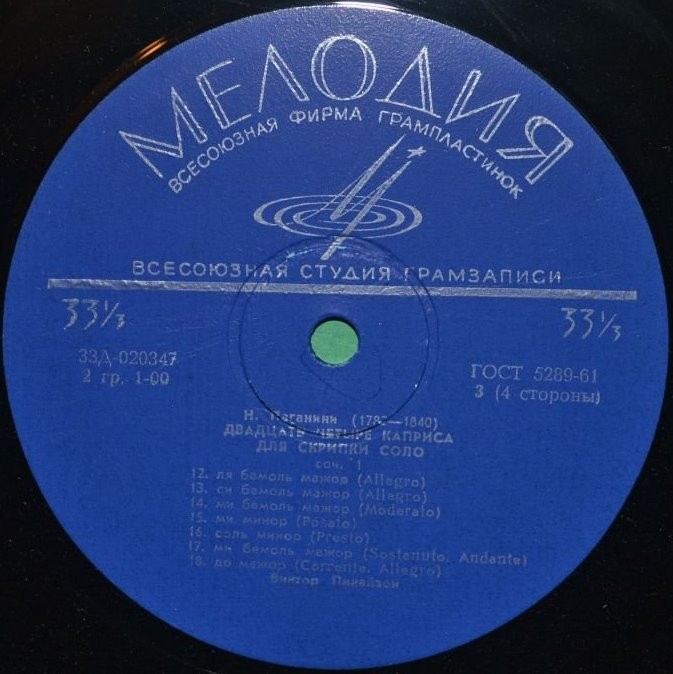 МЕЛОДИЯ
ВСЕСОЮЗНАЯ ФИРМА ГРАМПЛАСТИНОК
ВСЕСОЮЗНАЯ СТУДИЯ ГРАМЗАПИСИ
33⅓ 33⅓
33Д-020347 ГОСТ 5289-61
2 гр. 1-00 3 (4 стороны)
Н. Паганини (1782—1840)
ДВАДЦАТЬ ЧЕТЫРЕ КАПРИСА
ДЛЯ СКРИПКИ СОЛО
соч. 1
12. ля бемоль мажор (Allegro)
13. си бемоль мажор (Allegro)
14. ми бемоль мажор (Moderato)
15. ми минор (Posato)
16. соль минор (Presto)
17. ми бемоль мажор (Sostenuto. Andante)
18. до мажор (Corrente. Allegro)
Виктор Пикайзен